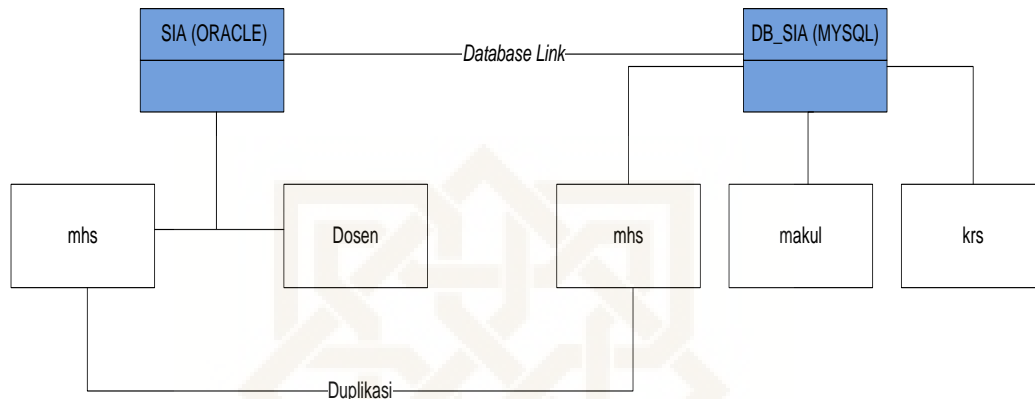 SIA (ORACLE)
DB_SIA (MYSQL)
Database Link
mhs
Dosen
mhs
makul
krs
Duplikasi